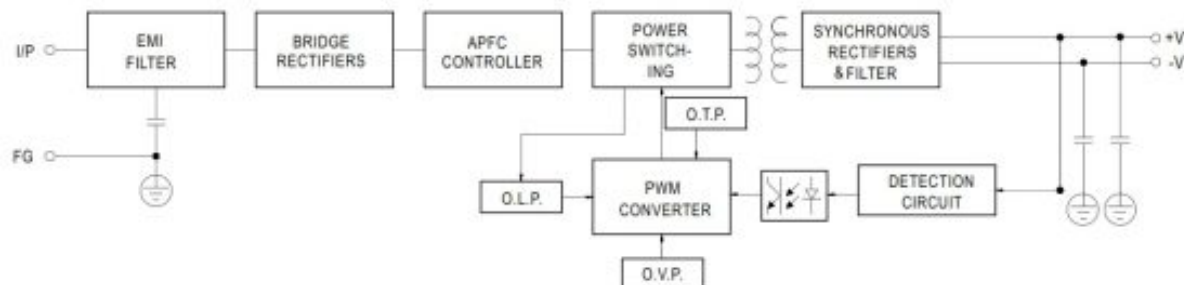 I/P
EMI
FILTER
BRIDGE
RECTIFIERS
APFC
CONTROLLER
POWER
SWITCH-
ING
SYNCHRONOUS
RECTIFIERS
& FILTER
+V
-V
O.T.P.
FG
O.L.P.
PWM
CONVERTER
DETECTION
CIRCUIT
O.V.P.